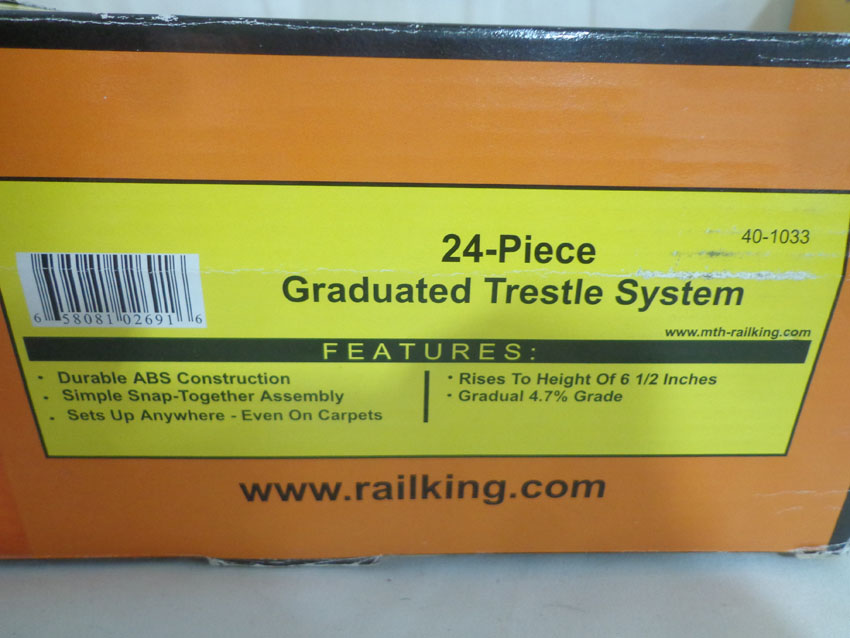 40-1033
24-Piece
Graduated Trestle System
www.mth-railking.com
6 58081 02691 6
FEATURES:
• Durable ABS Construction
• Simple Snap-Together Assembly
• Sets Up Anywhere - Even On Carpets
• Rises To Height Of 6 1/2 Inches
• Gradual 4.7% Grade
www.railking.com